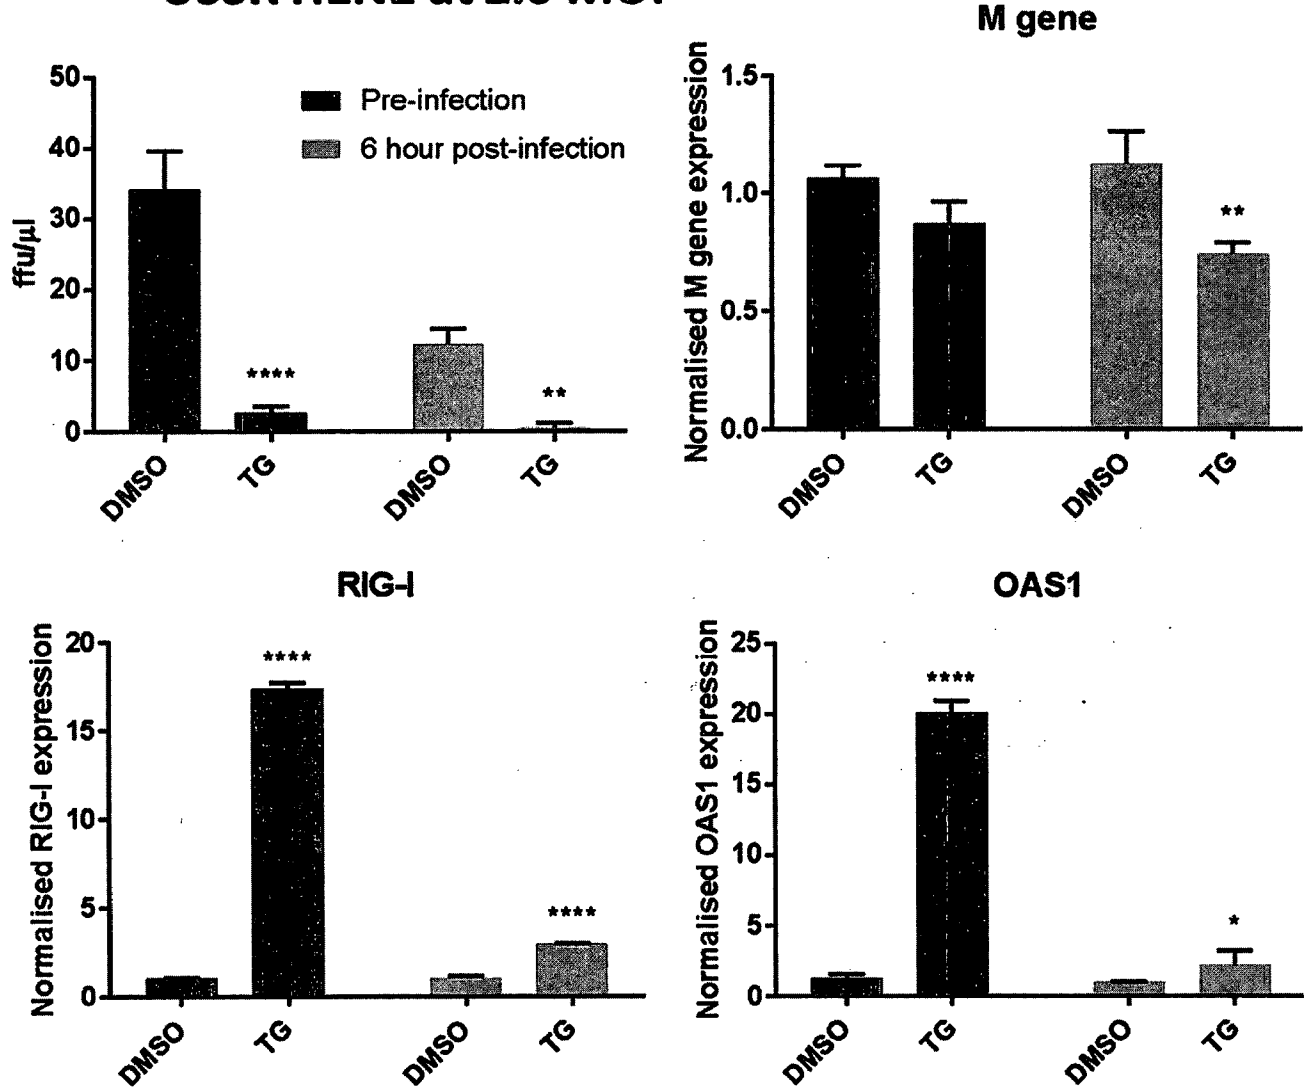 M gene
50
40
30
20
10
0
ffu/µl
Pre-infection
6 hour post-infection
****
**
DMSO
TG
DMSO
TG
1.5
1.0
0.5
0.0
Normalised M gene expression
**
DMSO
TG
DMSO
TG
RIG-I
20
15
10
5
0
Normalised RIG-I expression
****
****
DMSO
TG
DMSO
TG
OAS1
25
20
15
10
5
0
Normalised OAS1 expression
****
*
DMSO
TG
DMSO
TG